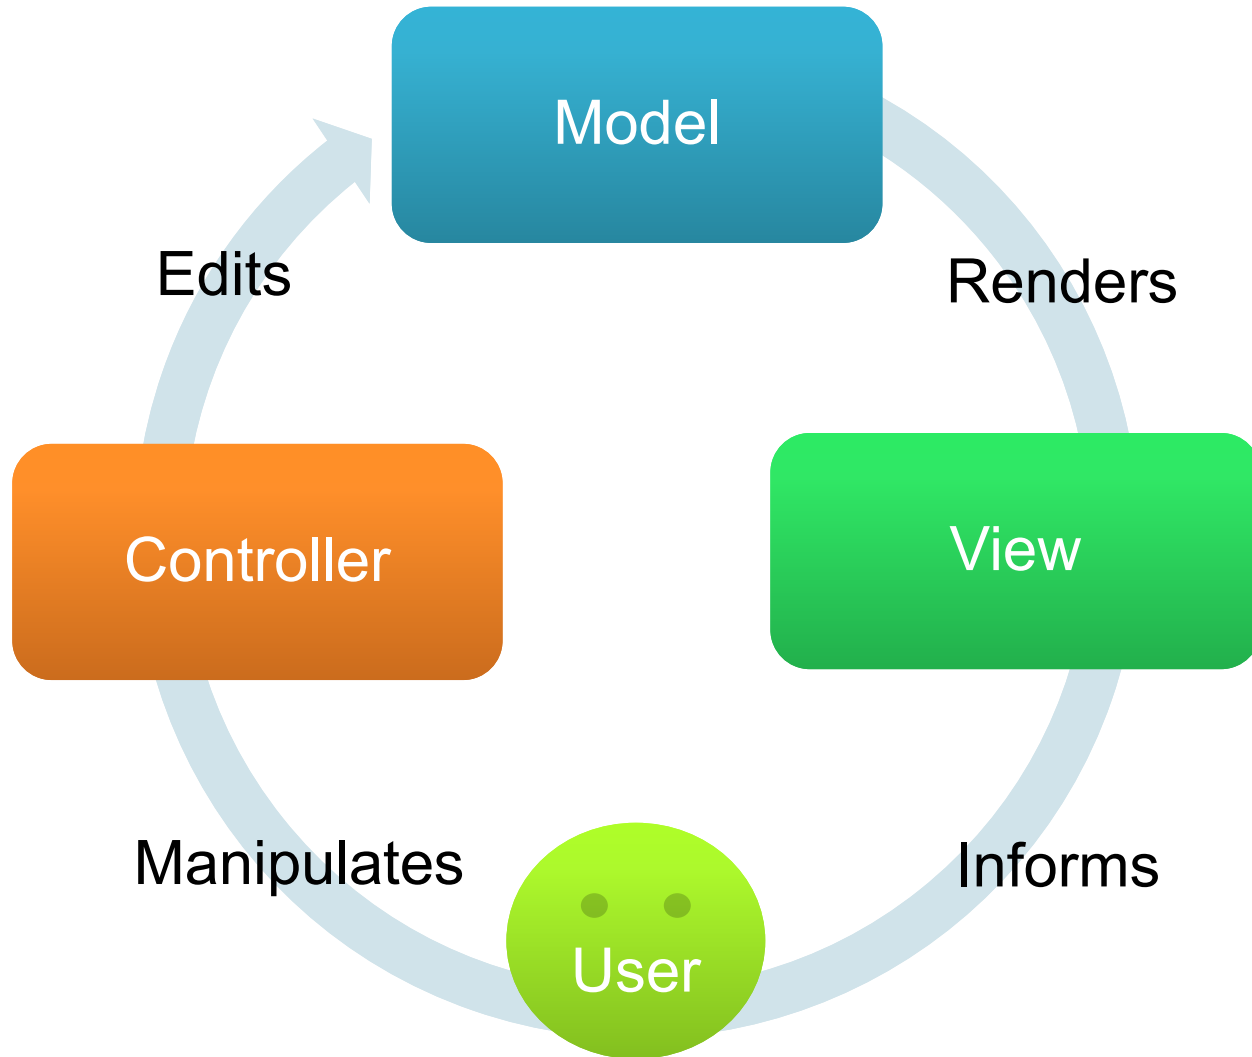 Model
Edits
Renders
Controller
View
Manipulates
Informs
User